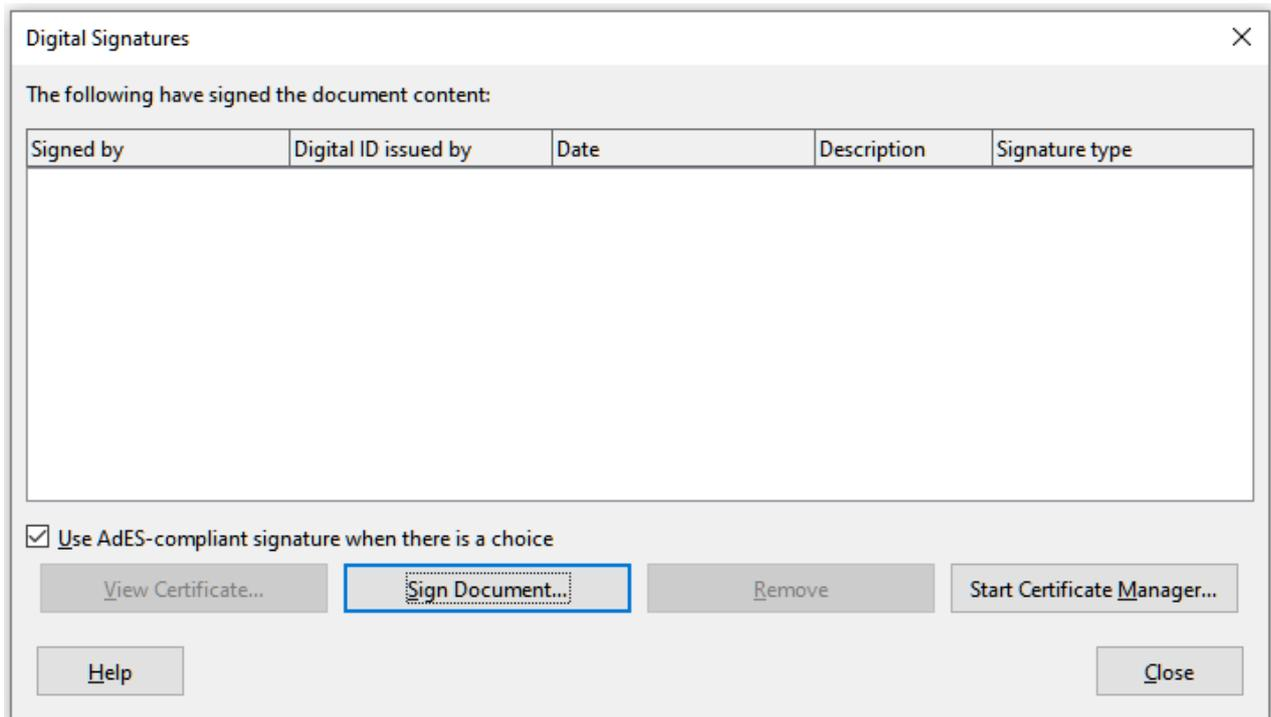 Digital Signatures
The following have signed the document content:
Signed by Digital ID issued by Date Description Signature type
Use AdES-compliant signature when there is a choice
View Certificate... Sign Document... Remove Start Certificate Manager...
Help Close